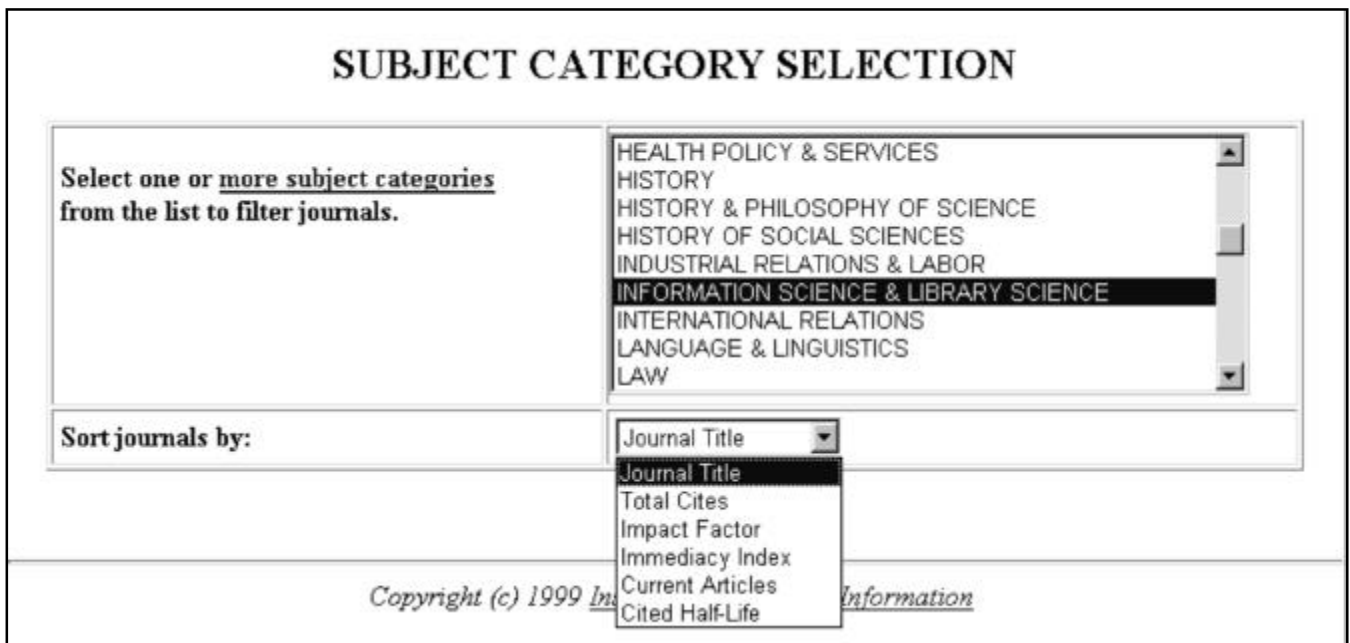 SUBJECT CATEGORY SELECTION
Select one or more subject categories
from the list to filter journals.
HEALTH POLICY & SERVICES
HISTORY
HISTORY & PHILOSOPHY OF SCIENCE
HISTORY OF SOCIAL SCIENCES
INDUSTRIAL RELATIONS & LABOR
INFORMATION SCIENCE & LIBRARY SCIENCE
INTERNATIONAL RELATIONS
LANGUAGE & LINGUISTICS
LAW
Sort journals by:
Journal Title
Journal Title
Total Cites
Impact Factor
Immediacy Index
Current Articles
Cited Half-Life
Copyright (c) 1999 Information